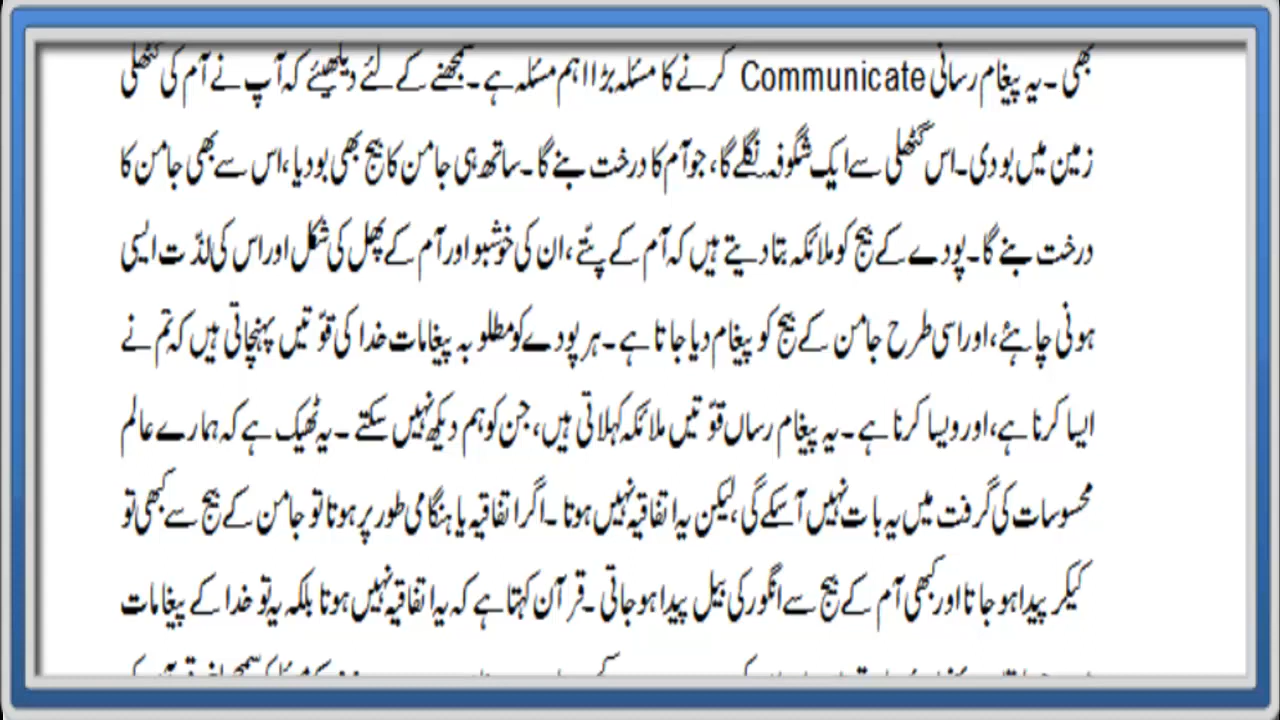 بھی ۔ یہ پیغام رسانی Communicate کرنے کا مسئلہ بڑا ا ہم مسئلہ ہے ۔ سمجھنے کے لئے دیکھیئے کہ آپ نے آم کی گٹھلی
زمین میں بو دی ۔ اس گٹھلی سے ایک شگوفہ نکلے گا ، جو آم کا درخت بنے گا ۔ ساتھ ہی جامن کا بیج بھی بو دیا ، اس سے بھی جامن کا
درخت بنے گا ۔ پودے کے بیج کو ملائکہ بتا دیتے ہیں کہ آم کے پتّے ، ان کی خوشبو اور آم کے پھل کی شکل اور اس کی لذّت ایسی
ہونی چاہئے ، اور اسی طرح جامن کے بیج کو پیغام دیا جاتا ہے ۔ ہر پودے کو مطلوبہ پیغامات خدا کی قوّتیں پہنچاتی ہیں کہ تم نے
ایسا کرنا ہے ، اور ویسا کرنا ہے ۔ یہ پیغام رساں قوّتیں ملائکہ کہلاتی ہیں ، جن کو ہم دیکھ نہیں سکتے ۔ یہ ٹھیک ہے کہ ہمارے عالم
محسوسات کی گرفت میں یہ بات نہیں آ سکے گی ، لیکن یہ اتفاقیہ نہیں ہوتا ۔ اگر اتفاقیہ یا ہنگامی طور پر ہوتا تو جامن کے بیج سے کبھی تو
کیکر پیدا ہو جاتا اور کبھی آم کے بیج سے انگور کی بیل پیدا ہو جاتی ۔ قرآن کہتا ہے کہ یہ اتفاقیہ نہیں ہوتا بلکہ یہ تو خدا کے پیغامات